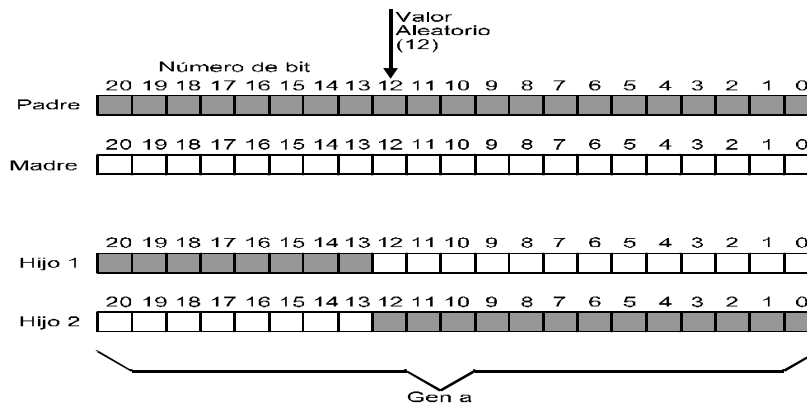 Valor
Aleatorio
(12)
Número de bit
20 19 18 17 16 15 14 13 12 11 10 9 8 7 6 5 4 3 2 1 0
Padre
20 19 18 17 16 15 14 13 12 11 10 9 8 7 6 5 4 3 2 1 0
Madre
20 19 18 17 16 15 14 13 12 11 10 9 8 7 6 5 4 3 2 1 0
Hijo 1
20 19 18 17 16 15 14 13 12 11 10 9 8 7 6 5 4 3 2 1 0
Hijo 2
Gen a